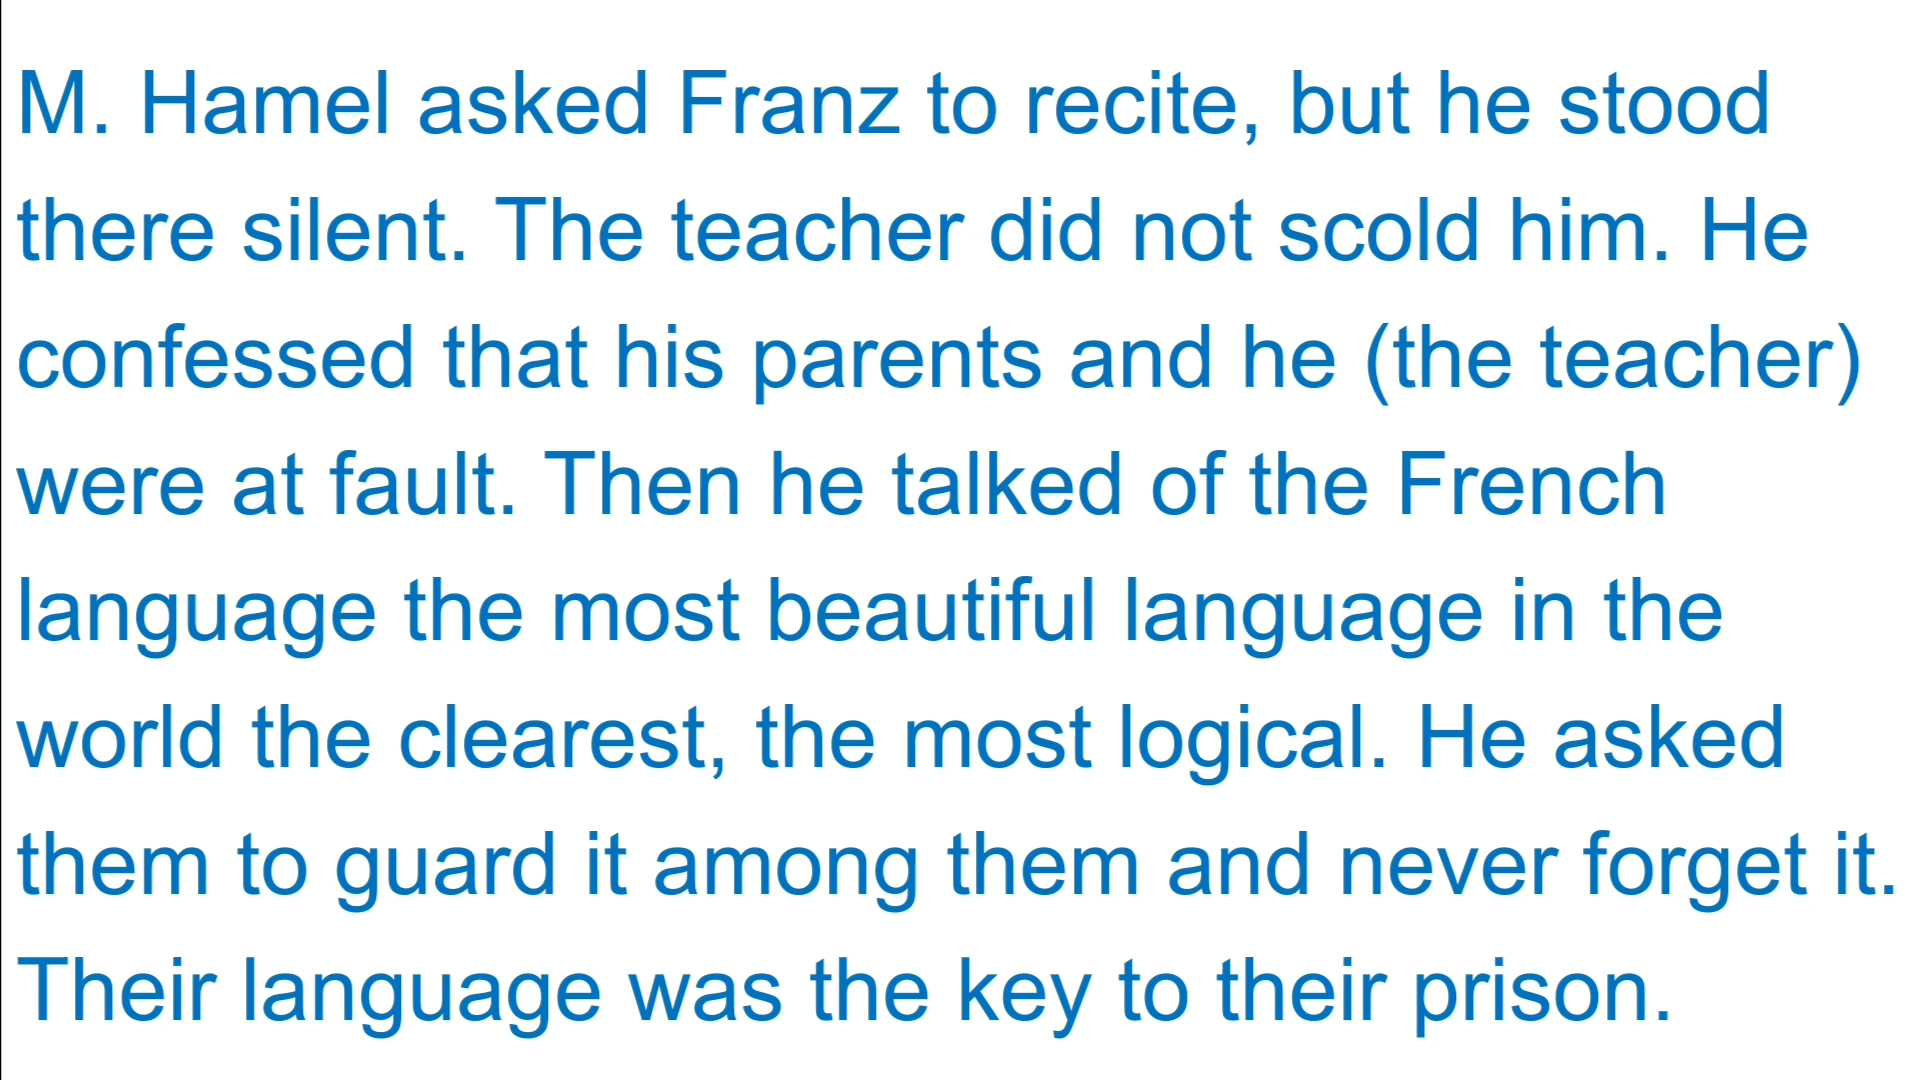 M. Hamel asked Franz to recite, but he stood
there silent. The teacher did not scold him. He
confessed that his parents and he (the teacher)
were at fault. Then he talked of the French
language the most beautiful language in the
world the clearest, the most logical. He asked
them to guard it among them and never forget it.
Their language was the key to their prison.